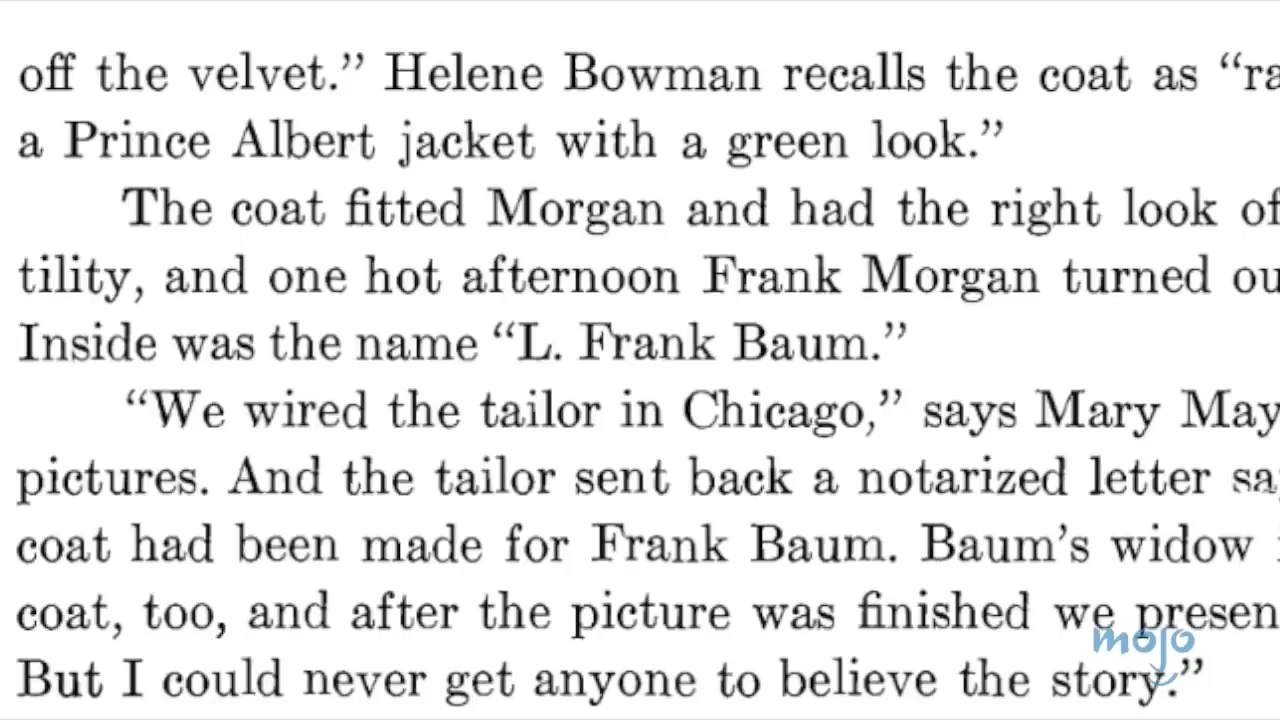 off the velvet.” Helene Bowman recalls the coat as “ra
a Prince Albert jacket with a green look.”
The coat fitted Morgan and had the right look of
tility, and one hot afternoon Frank Morgan turned ou
Inside was the name “L. Frank Baum.”
“We wired the tailor in Chicago,” says Mary May
pictures. And the tailor sent back a notarized letter sa
coat had been made for Frank Baum. Baum’s widow
coat, too, and after the picture was finished we presen
But I could never get anyone to believe the story.”
mojo